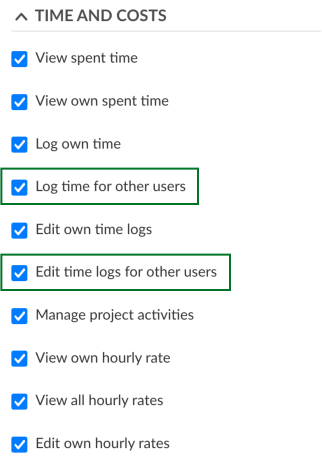 TIME AND COSTS
View spent time
View own spent time
Log own time
Log time for other users
Edit own time logs
Edit time logs for other users
Manage project activities
View own hourly rate
View all hourly rates
Edit own hourly rates